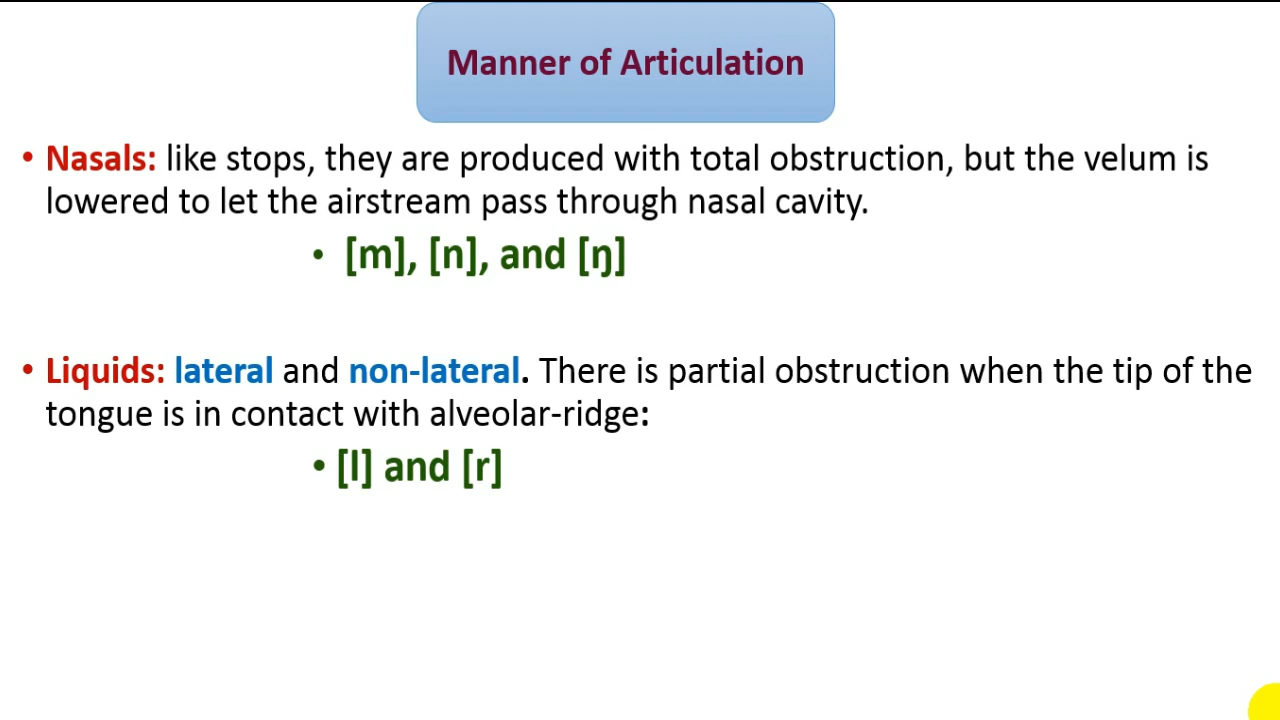 Manner of Articulation
• Nasals: like stops, they are produced with total obstruction, but the velum is
lowered to let the airstream pass through nasal cavity.
• [m], [n], and [ŋ]
• Liquids: lateral and non-lateral. There is partial obstruction when the tip of the
tongue is in contact with alveolar-ridge:
• [l] and [r]